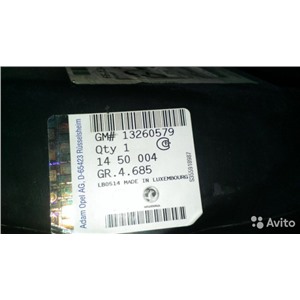 GM# 13260579
Qty 1
14 50 004
GR.4.685
LB0514 MADE IN LUXEMBOURG
Adam Opel AG, D-65423 Rüsselsheim
Avito